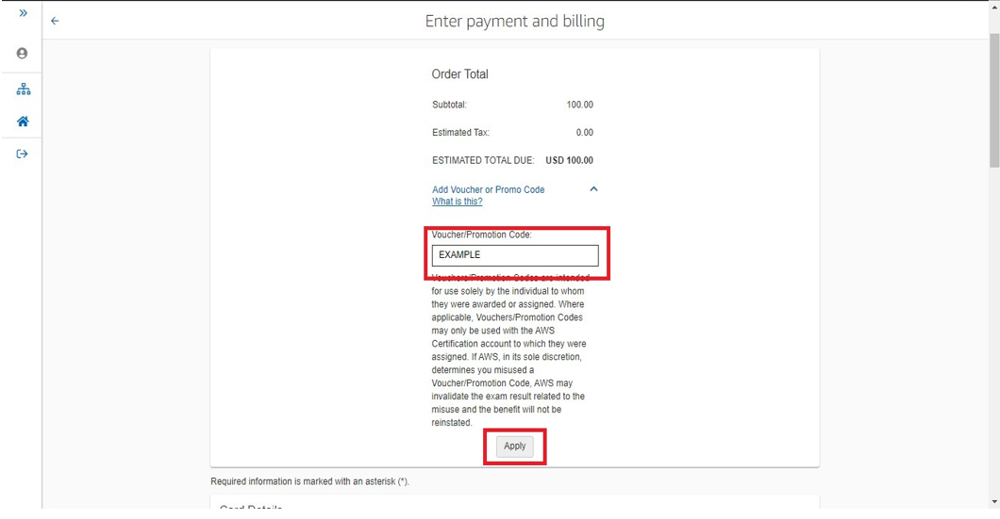 Enter payment and billing
Order Total
Subtotal: 100.00
Estimated Tax: 0.00
ESTIMATED TOTAL DUE: USD 100.00
Add Voucher or Promo Code
What is this?
Voucher/Promotion Code:
EXAMPLE
Vouchers/Promotion Codes are intended
for use solely by the individual to whom
they were awarded or assigned. Where
applicable, Vouchers/Promotion Codes
may only be used with the AWS
Certification account to which they were
assigned. If AWS, in its sole discretion,
determines you misused a
Voucher/Promotion Code, AWS may
invalidate the exam result related to the
misuse and the benefit will not be
reinstated.
Apply
Required information is marked with an asterisk (*).
Card Details